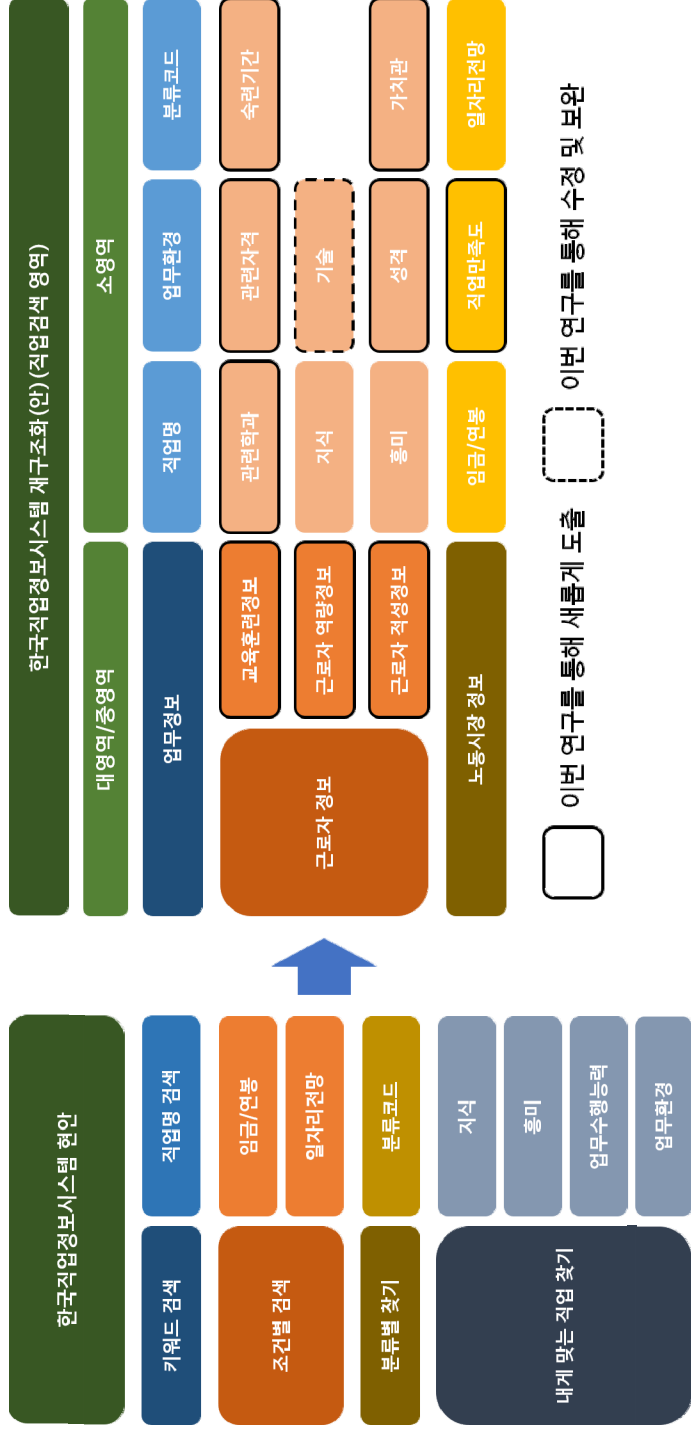 한국직업정보시스템 현안
키워드 검색
직업명 검색
조건별 검색
임금/연봉
일자리전망
분류별 찾기
분류코드
내게 맞는 직업 찾기
지식
흥미
업무수행능력
업무환경
한국직업정보시스템 재구조화(안)(직업검색 영역)
대영역/중영역
소영역
업무정보
직업명
업무환경
분류코드
근로자 정보
교육훈련정보
관련학과
관련자격
숙련기간
근로자 역량정보
지식
기술
근로자 적성정보
흥미
성격
가치관
노동시장 정보
임금/연봉
직업만족도
일자리전망
이번 연구를 통해 새롭게 도출
이번 연구를 통해 수정 및 보완